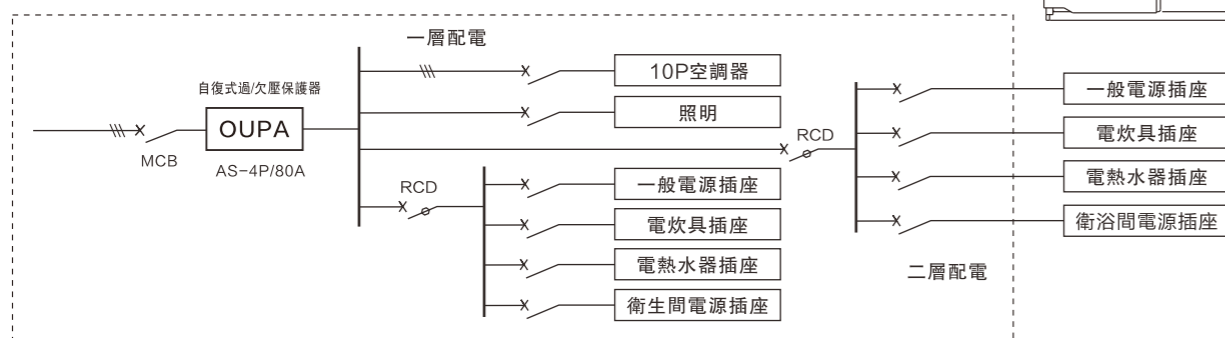 一層配電
自復式過/欠壓保護器
OUPA
MCB
AS-4P/80A
10P空調器
照明
RCD
一般電源插座
電炊具插座
電熱水器插座
衛生間電源插座
RCD
一般電源插座
電炊具插座
電熱水器插座
衛浴間電源插座
二層配電